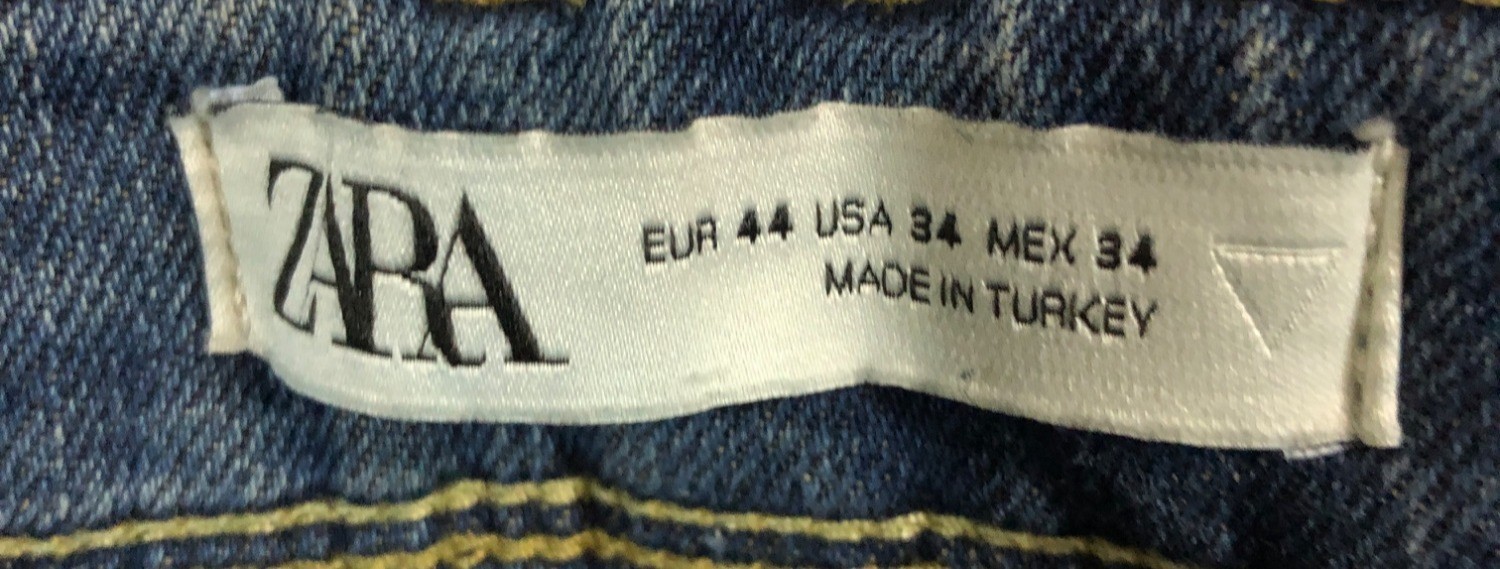 ZARA
EUR 44 USA 34 MEX 34
MADE IN TURKEY